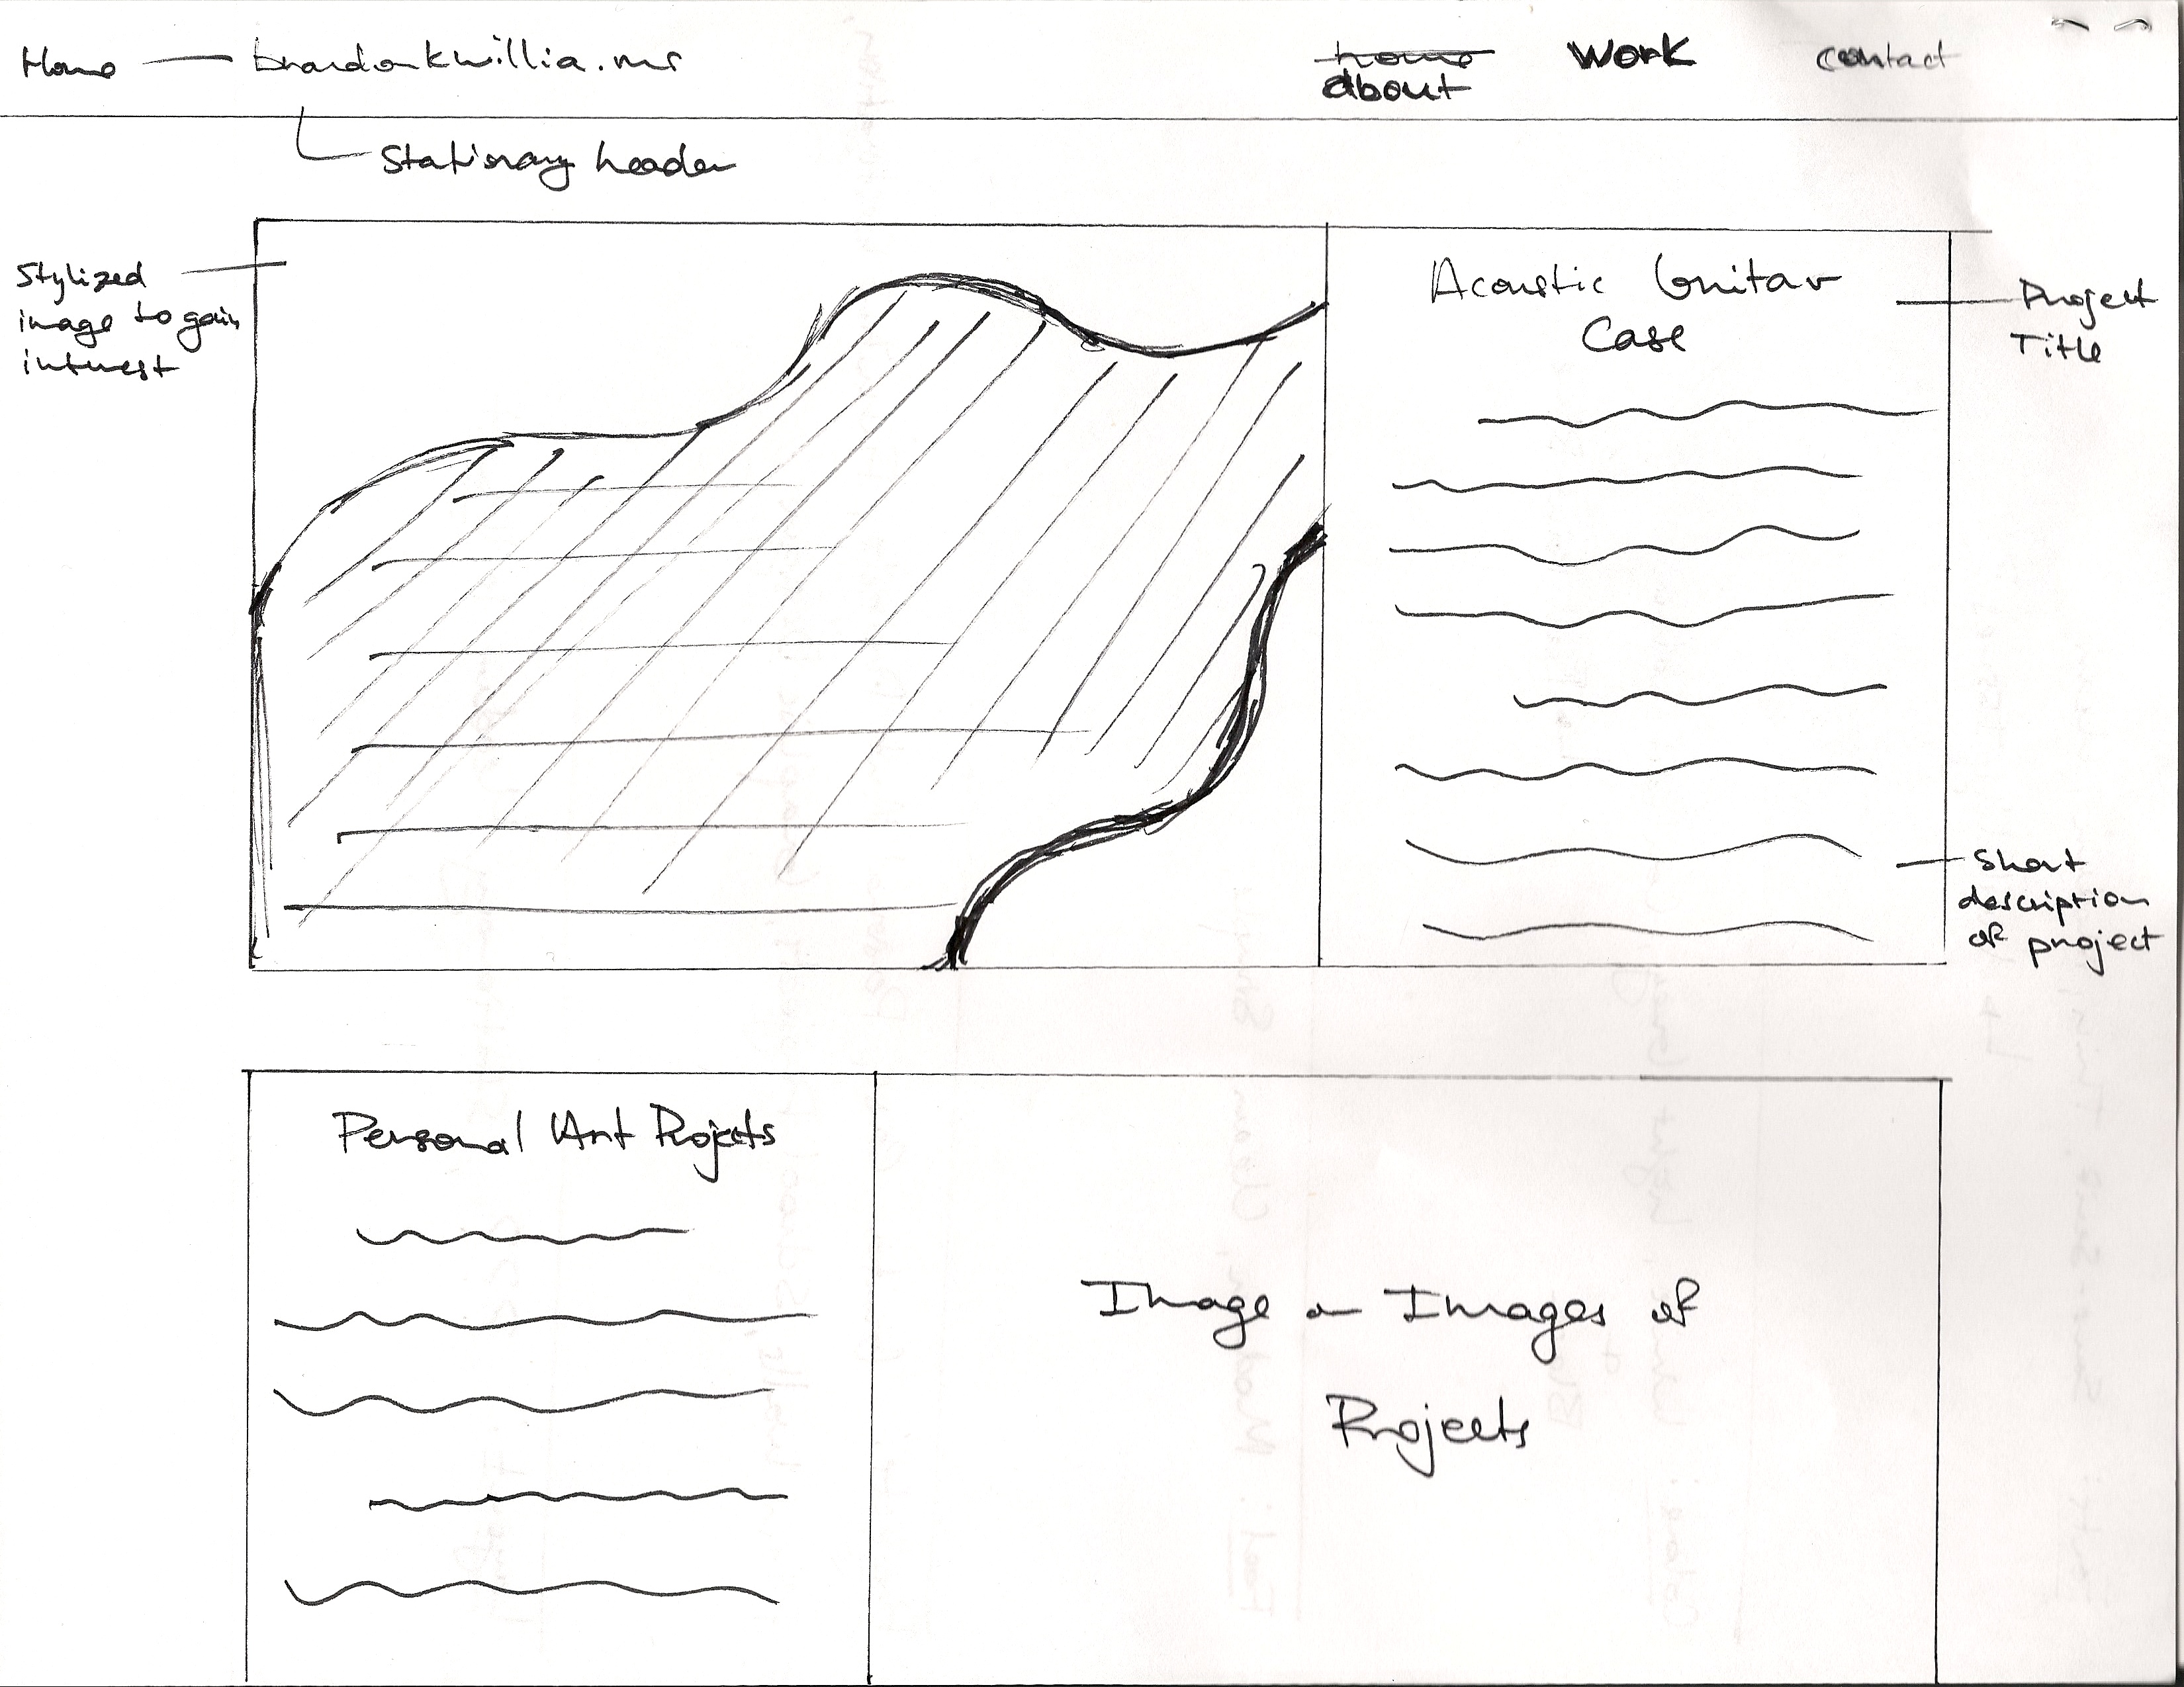 Home — brandonkwillia.ms
home
about
Work
contact
Stationary header
Stylized
image to gain
interest
Acoustic Guitar
Case
Project
Title
Short
description
of project
Personal Art Projects
Image or Images of
Projects